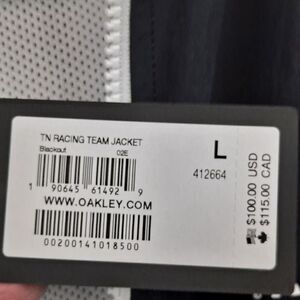 TN RACING TEAM JACKET
Blackout 02E
L
412664
1 90645 61492 9
WWW.OAKLEY.COM
00200141018500
$100.00 USD
$115.00 CAD